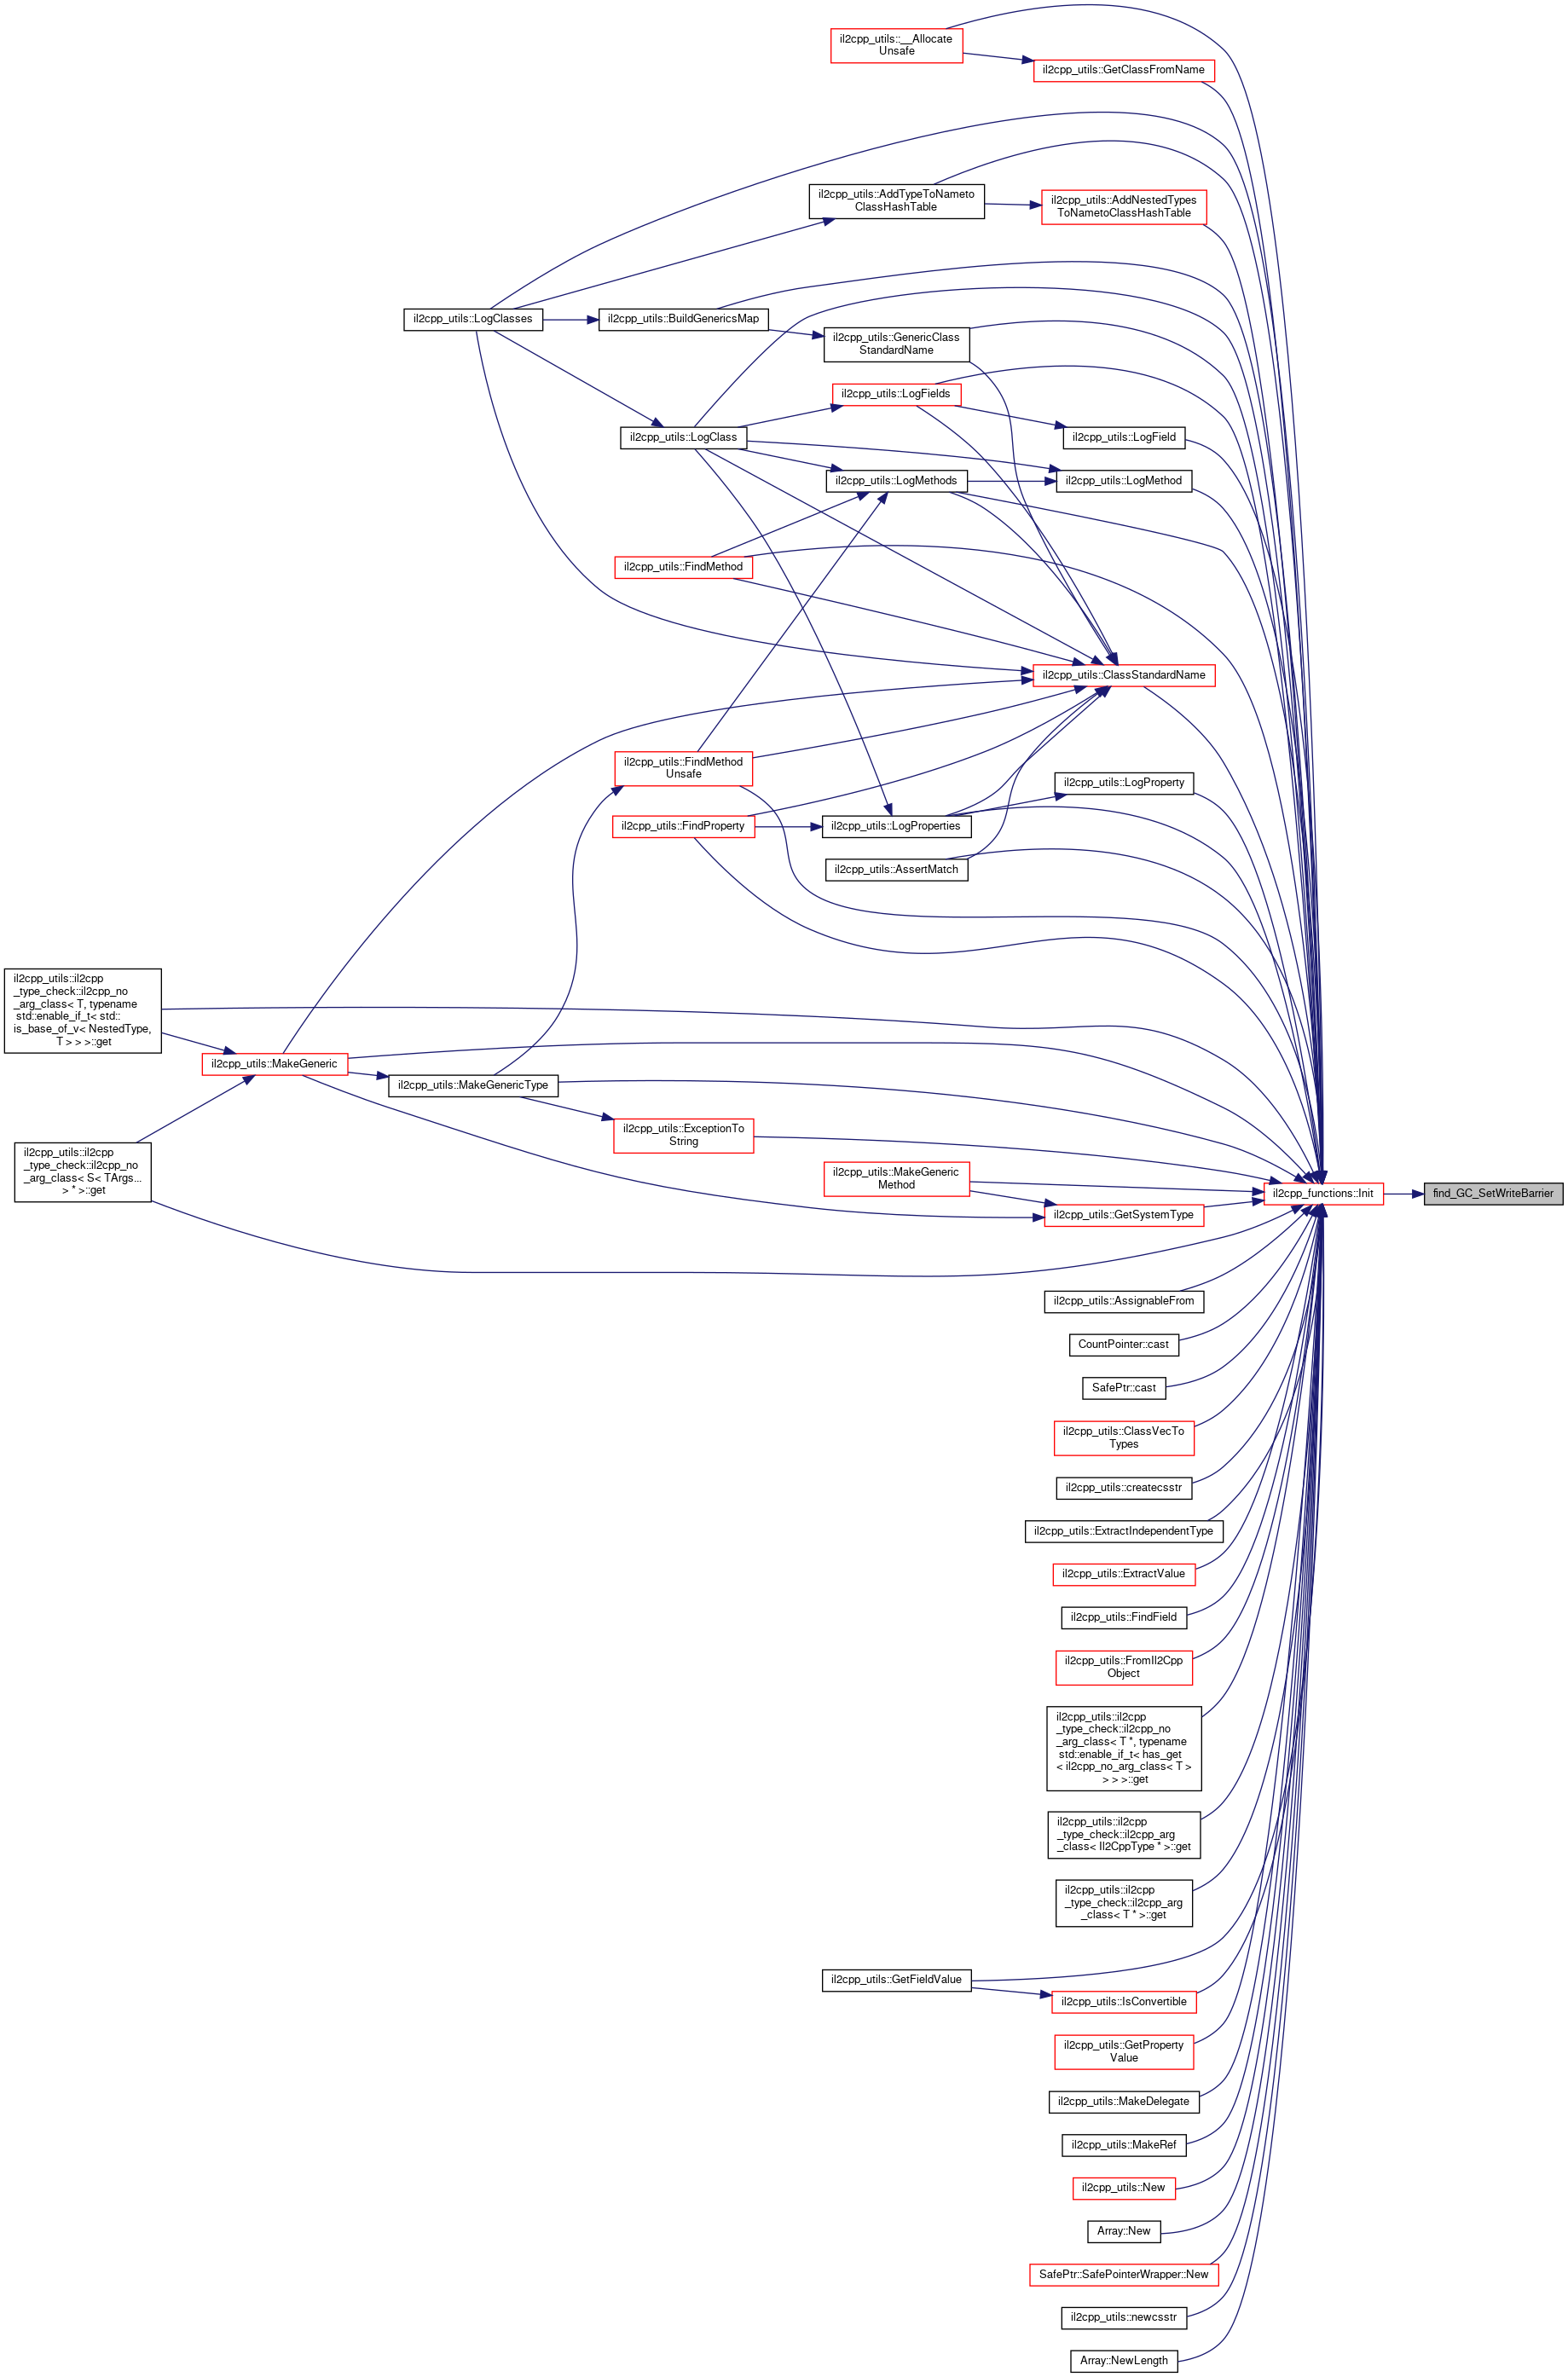 il2cpp_utils::__Allocate
Unsafe
il2cpp_utils::GetClassFromName
il2cpp_utils::AddTypeToNameto
ClassHashTable
il2cpp_utils::AddNestedTypes
ToNametoClassHashTable
il2cpp_utils::LogClasses
il2cpp_utils::BuildGenericsMap
il2cpp_utils::GenericClass
StandardName
il2cpp_utils::LogFields
il2cpp_utils::LogClass
il2cpp_utils::LogField
il2cpp_utils::LogMethods
il2cpp_utils::LogMethod
il2cpp_utils::FindMethod
il2cpp_utils::ClassStandardName
il2cpp_utils::FindMethod
Unsafe
il2cpp_utils::LogProperty
il2cpp_utils::FindProperty
il2cpp_utils::LogProperties
il2cpp_utils::AssertMatch
il2cpp_utils::il2cpp
_type_check::il2cpp_no
_arg_class< T, typename
std::enable_if_t< std::
is_base_of_v< NestedType,
T > > >::get
il2cpp_utils::MakeGeneric
il2cpp_utils::MakeGenericType
il2cpp_utils::ExceptionTo
String
il2cpp_utils::il2cpp
_type_check::il2cpp_no
_arg_class< S< TArgs...
> * >::get
il2cpp_utils::MakeGeneric
Method
il2cpp_utils::GetSystemType
il2cpp_functions::Init
find_GC_SetWriteBarrier
il2cpp_utils::AssignableFrom
CountPointer::cast
SafePtr::cast
il2cpp_utils::ClassVecTo
Types
il2cpp_utils::createcsstr
il2cpp_utils::ExtractIndependentType
il2cpp_utils::ExtractValue
il2cpp_utils::FindField
il2cpp_utils::FromIl2Cpp
Object
il2cpp_utils::il2cpp
_type_check::il2cpp_no
_arg_class< T *, typename
std::enable_if_t< has_get
< il2cpp_no_arg_class< T >
> > >::get
il2cpp_utils::il2cpp
_type_check::il2cpp_arg
_class< Il2CppType * >::get
il2cpp_utils::il2cpp
_type_check::il2cpp_arg
_class< T * >::get
il2cpp_utils::GetFieldValue
il2cpp_utils::IsConvertible
il2cpp_utils::GetProperty
Value
il2cpp_utils::MakeDelegate
il2cpp_utils::MakeRef
il2cpp_utils::New
Array::New
SafePtr::SafePointerWrapper::New
il2cpp_utils::newcsstr
Array::NewLength